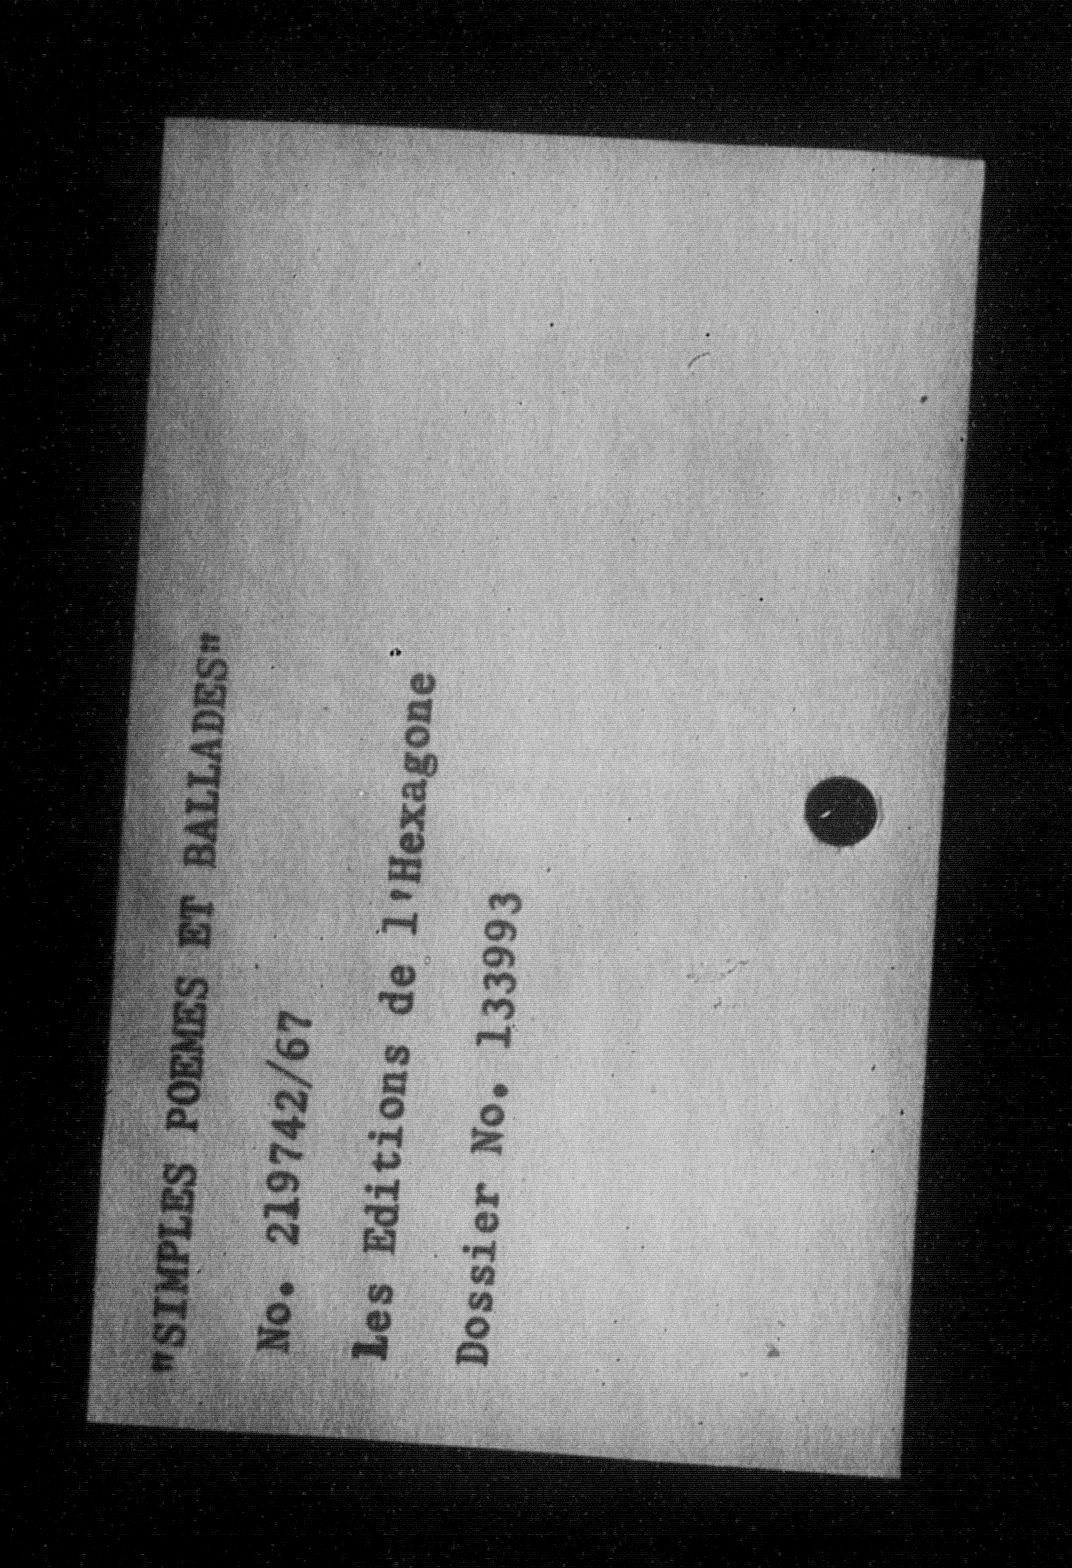 "SIMPLES POEMES ET BALLADES"
No. 219742/67
Les Editions de l'Hexagone
Dossier No. 133993